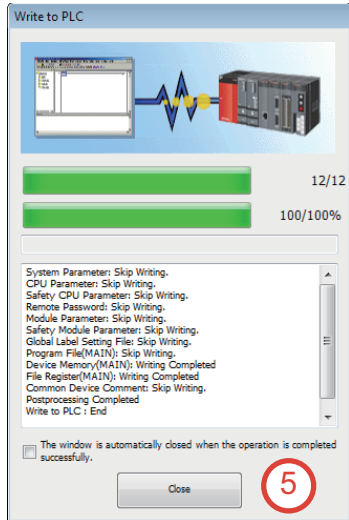 Write to PLC
12/12
100/100%
System Parameter: Skip Writing.
CPU Parameter: Skip Writing.
Safety CPU Parameter: Skip Writing.
Remote Password: Skip Writing.
Module Parameter: Skip Writing.
Safety Module Parameter: Skip Writing.
Global Label Setting File: Skip Writing.
Program File(MAIN): Skip Writing.
Device Memory(MAIN): Writing Completed
File Register(MAIN): Writing Completed
Common Device Comment: Skip Writing.
Postprocessing Completed
Write to PLC : End
The window is automatically closed when the operation is completed
successfully.
Close
5